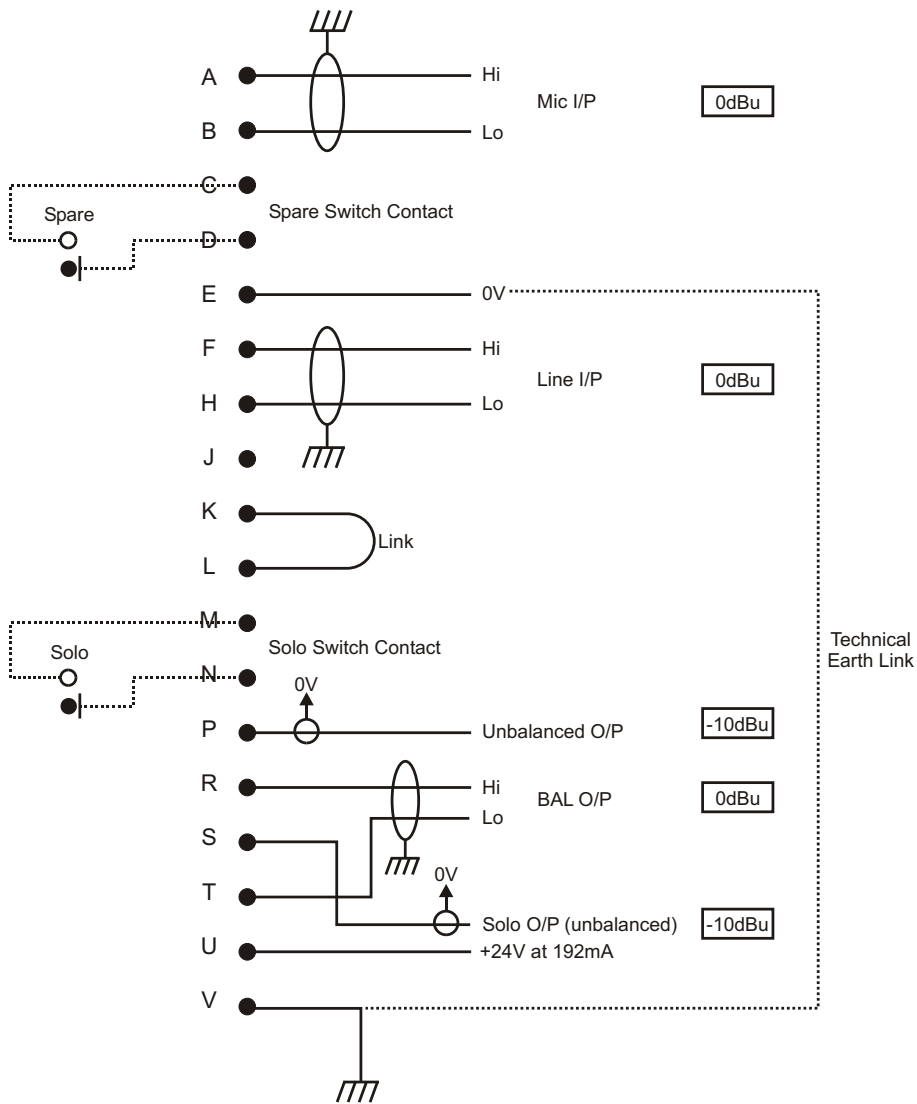 A
Hi
Mic I/P
0dBu
B
Lo
C
Spare Switch Contact
Spare
D
E
0V
F
Hi
Line I/P
0dBu
H
Lo
J
K
Link
L
M
Solo Switch Contact
Solo
Technical
Earth Link
N
0V
P
Unbalanced O/P
-10dBu
R
Hi
BAL O/P
0dBu
Lo
S
T
0V
Solo O/P (unbalanced)
-10dBu
U
+24V at 192mA
V